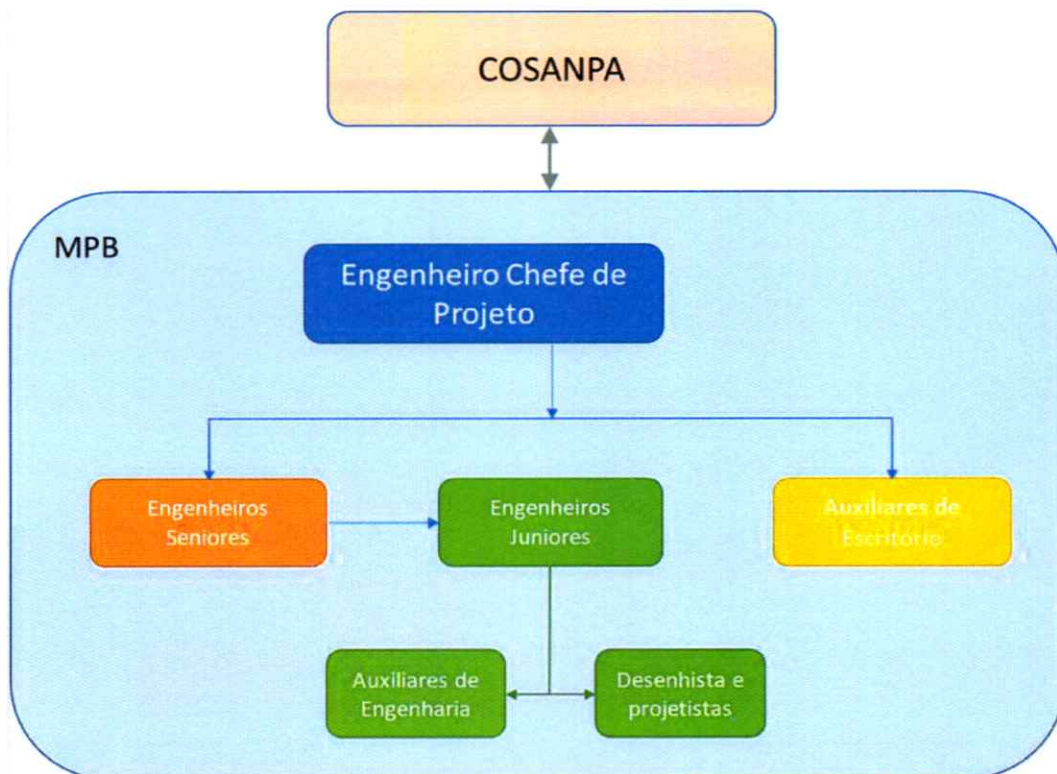 COSANPA
MPB
Engenheiro Chefe de
Projeto
Engenheiros
Seniores
Engenheiros
Juniores
Auxiliares de
Escritório
Auxiliares de
Engenharia
Desenhista e
projetistas